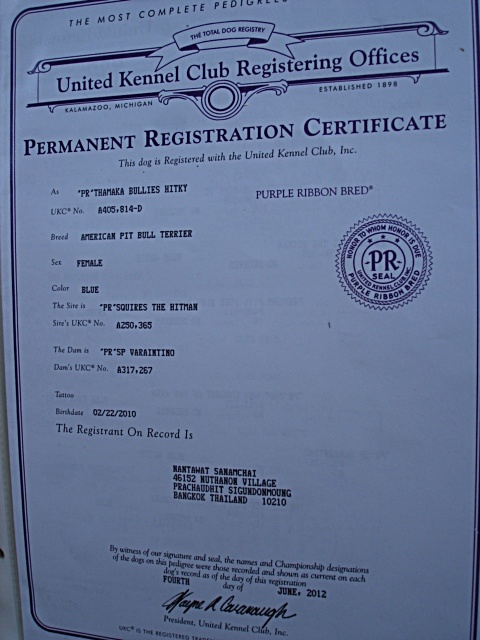 THE MOST COMPLETE PEDIGREE
THE TOTAL DOG REGISTRY
United Kennel Club Registering Offices
KALAMAZOO, MICHIGAN
ESTABLISHED 1898
PERMANENT REGISTRATION CERTIFICATE
This dog is Registered with the United Kennel Club, Inc.
As "PR"THAMAKA BULLIES HITKY
PURPLE RIBBON BRED®
UKC® No. A405,814-D
Breed AMERICAN PIT BULL TERRIER
Sex FEMALE
HONOR TO WHOM HONOR IS DUE
"PR"
SEAL
UNITED KENNEL CLUB, INC.
PURPLE RIBBON BRED
Color BLUE
The Sire is "PR"SQUIRES THE HITMAN
Sire's UKC® No. A250,365
The Dam is "PR"SP VARAINTINO
Dam's UKC® No. A317,267
Tattoo
Birthdate 02/22/2010
The Registrant On Record Is
NANTAWAT SANAMCHAI
46152 NUTHANON VILLAGE
PRACHAUDHIT SIGUNDONMOUNG
BANGKOK THAILAND 10210
By witness of our signature and seal, the names and Championship designations
of the dogs on this pedigree were those recorded and shown as current on each
dog's record as of the day of this registration
FOURTH day of JUNE, 2012
Wayne R. Cavanaugh
President, United Kennel Club, Inc.
UKC® IS THE REGISTERED